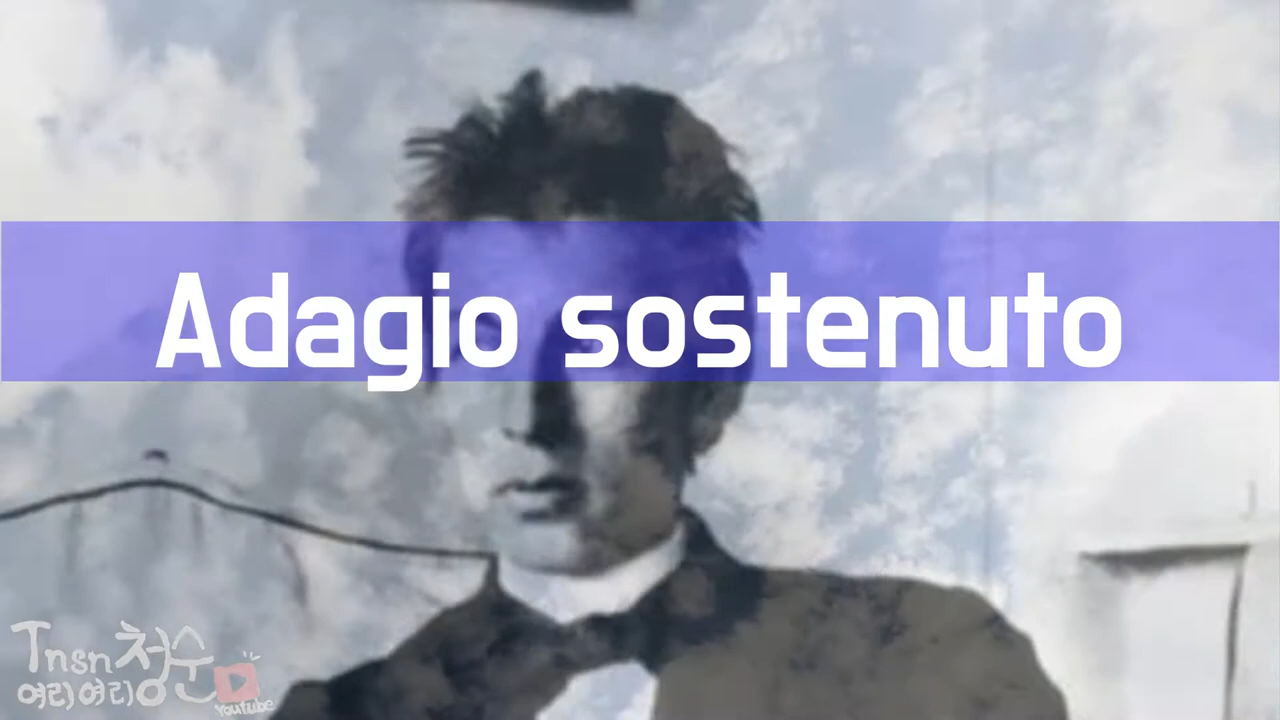 Adagio sostenuto
Tnsn청순
여리여리
YouTube